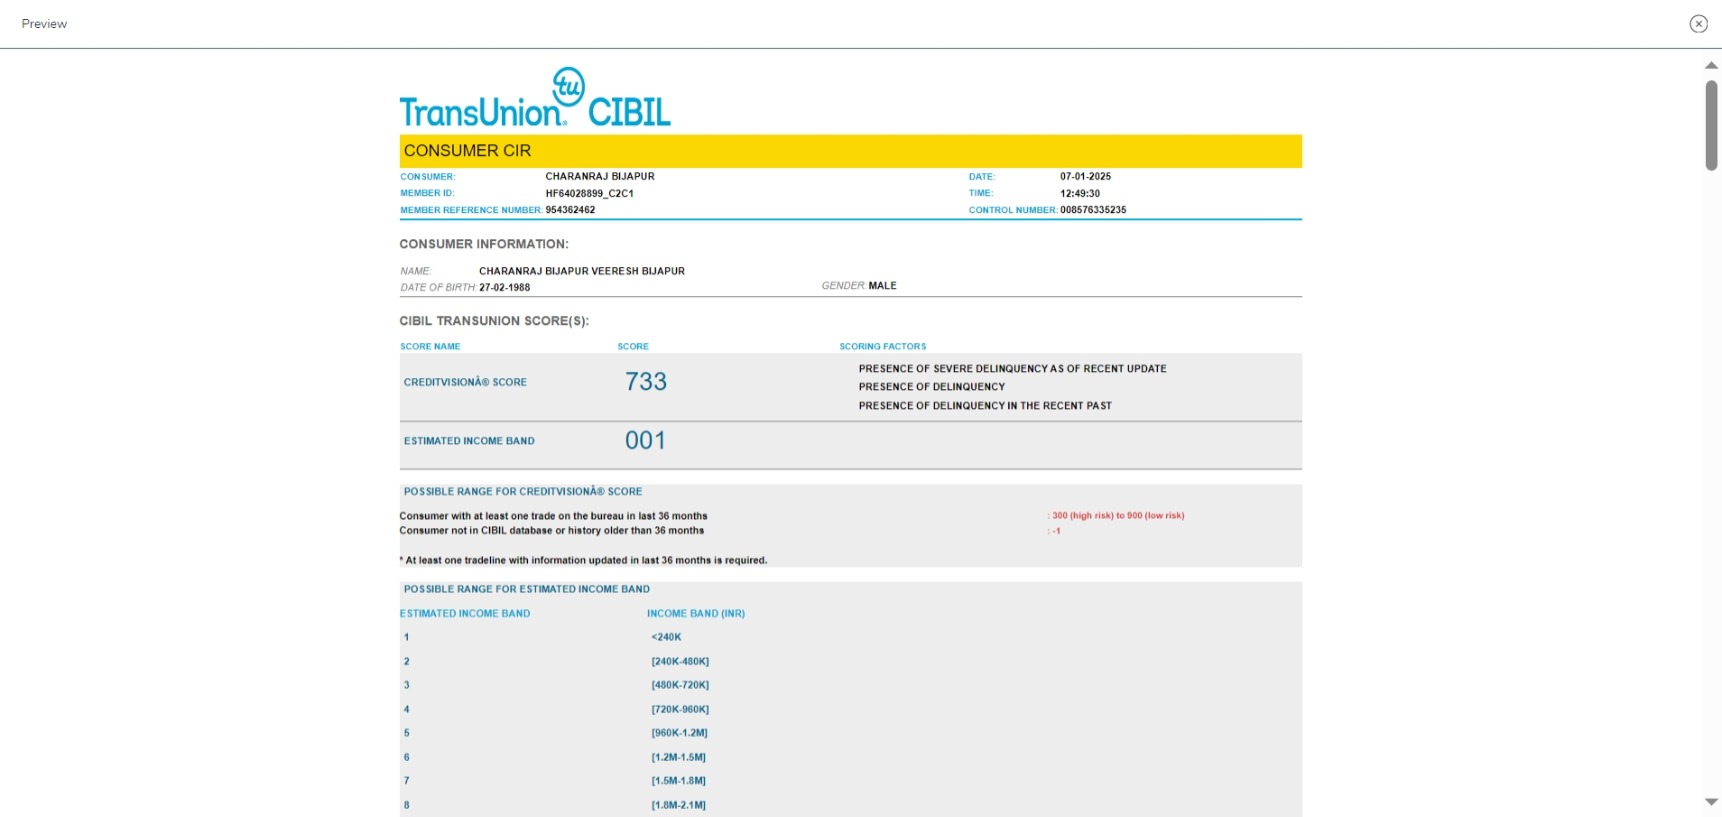 Preview
tu
TransUnion® CIBIL
CONSUMER CIR
CONSUMER: CHARANRAJ BIJAPUR DATE: 07-01-2025
MEMBER ID: HF64028899_C2C1 TIME: 12:49:30
MEMBER REFERENCE NUMBER: 954362462 CONTROL NUMBER: 008576335235
CONSUMER INFORMATION:
NAME: CHARANRAJ BIJAPUR VEERESH BIJAPUR
DATE OF BIRTH: 27-02-1988 GENDER: MALE
CIBIL TRANSUNION SCORE(S):
SCORE NAME SCORE SCORING FACTORS
PRESENCE OF SEVERE DELINQUENCY AS OF RECENT UPDATE
CREDITVISIONÂ® SCORE 733 PRESENCE OF DELINQUENCY
PRESENCE OF DELINQUENCY IN THE RECENT PAST
ESTIMATED INCOME BAND 001
POSSIBLE RANGE FOR CREDITVISIONÂ® SCORE
Consumer with at least one trade on the bureau in last 36 months : 300 (high risk) to 900 (low risk)
Consumer not in CIBIL database or history older than 36 months : -1
* At least one tradeline with information updated in last 36 months is required.
POSSIBLE RANGE FOR ESTIMATED INCOME BAND
ESTIMATED INCOME BAND INCOME BAND (INR)
1 <240K
2 [240K-480K]
3 [480K-720K]
4 [720K-960K]
5 [960K-1.2M]
6 [1.2M-1.5M]
7 [1.5M-1.8M]
8 [1.8M-2.1M]